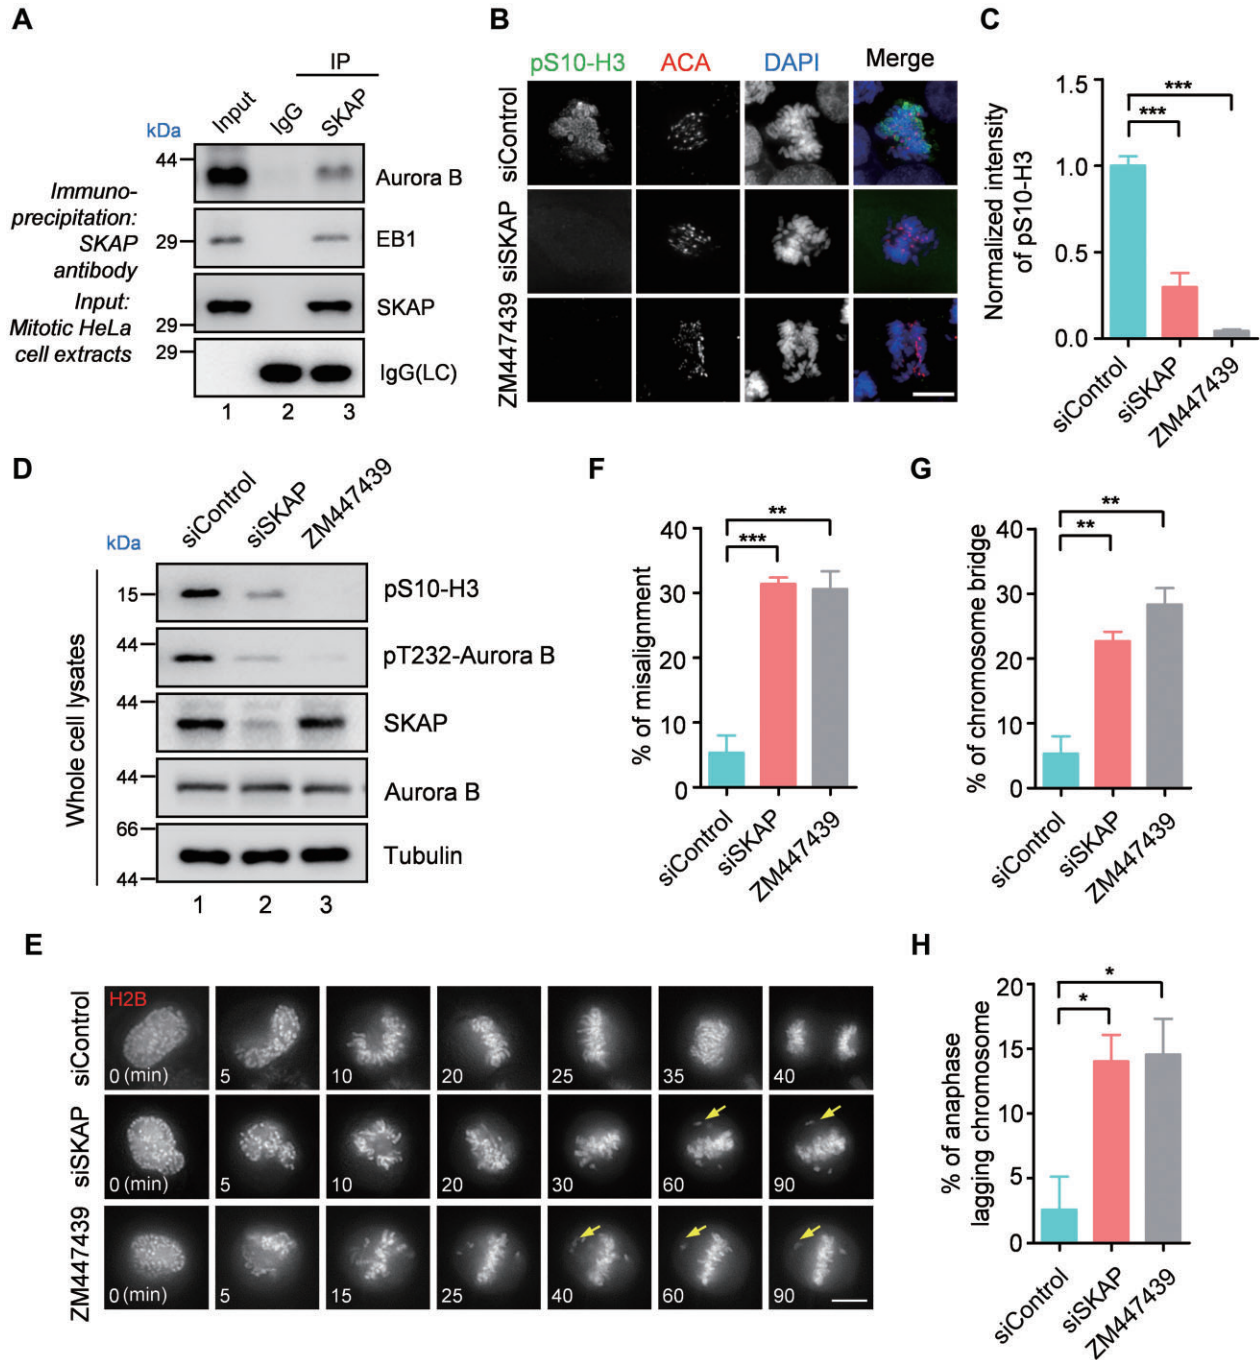 A
IP
Input
IgG
SKAP
kDa
44
Aurora B
Immuno-
precipitation:
SKAP
antibody
29
EB1
Input:
Mitotic HeLa
cell extracts
SKAP
29
29
IgG(LC)
1 2 3
B
pS10-H3 ACA DAPI Merge
siControl
siSKAP
ZM447439
C
Normalized intensity
of pS10-H3
1.5
1.0
0.5
0.0
***
***
siControl
siSKAP
ZM447439
D
siControl
siSKAP
ZM447439
kDa
Whole cell lysates
15
pS10-H3
44
pT232-Aurora B
44
SKAP
44
Aurora B
66
Tubulin
44
1 2 3
F
% of misalignment
40
30
20
10
0
**
***
siControl
siSKAP
ZM447439
G
% of chromosome bridge
40
30
20
10
0
**
**
siControl
siSKAP
ZM447439
E
H2B
siControl
0 (min) 5 10 20 25 35 40
siSKAP
0 (min) 5 10 20 30 60 90
ZM447439
0 (min) 5 15 25 40 60 90
H
% of anaphase
lagging chromosome
20
15
10
5
0
*
*
siControl
siSKAP
ZM447439